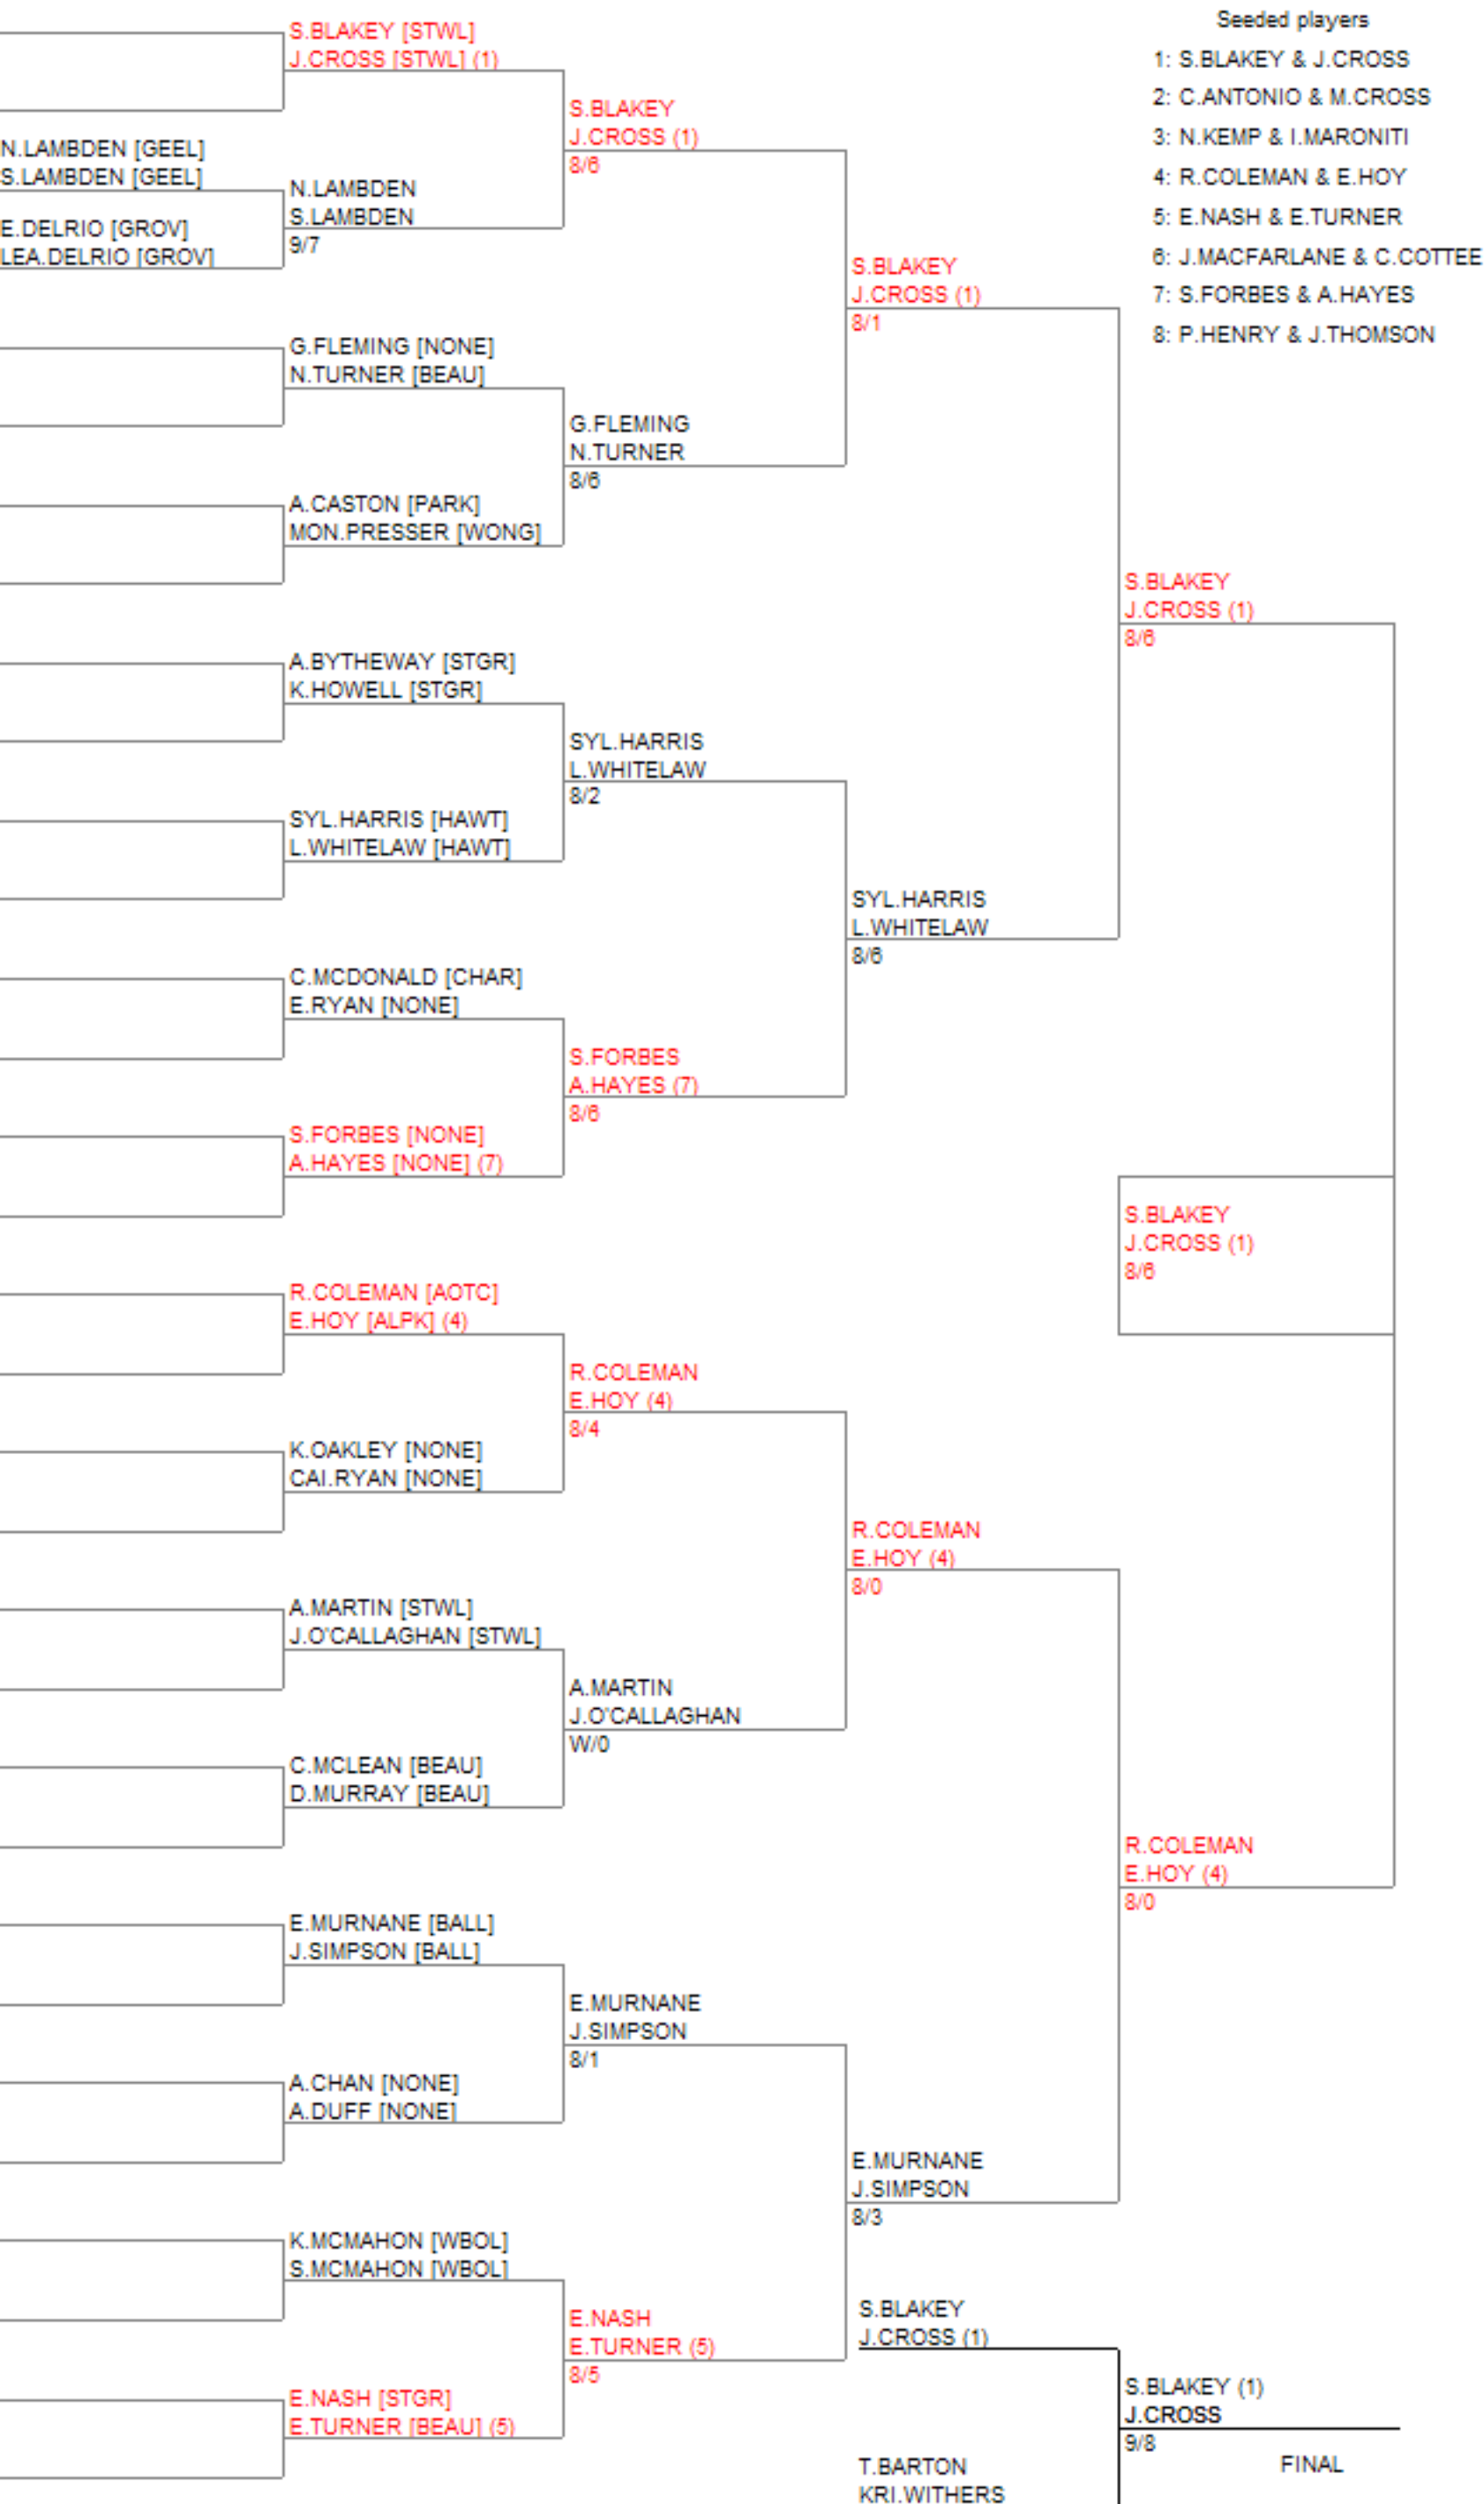 Seeded players
1: S.BLAKEY & J.CROSS
2: C.ANTONIO & M.CROSS
3: N.KEMP & I.MARONITI
4: R.COLEMAN & E.HOY
5: E.NASH & E.TURNER
6: J.MACFARLANE & C.COTTEE
7: S.FORBES & A.HAYES
8: P.HENRY & J.THOMSON
N.LAMBDEN [GEEL]
S.LAMBDEN [GEEL]
E.DELRIO [GROV]
LEA.DELRIO [GROV]
S.BLAKEY [STWL]
J.CROSS [STWL] (1)
N.LAMBDEN
S.LAMBDEN
9/7
G.FLEMING [NONE]
N.TURNER [BEAU]
A.CASTON [PARK]
MON.PRESSER [WONG]
A.BYTHEWAY [STGR]
K.HOWELL [STGR]
SYL.HARRIS [HAWT]
L.WHITELAW [HAWT]
C.MCDONALD [CHAR]
E.RYAN [NONE]
S.FORBES [NONE]
A.HAYES [NONE] (7)
R.COLEMAN [AOTC]
E.HOY [ALPK] (4)
K.OAKLEY [NONE]
CAI.RYAN [NONE]
A.MARTIN [STWL]
J.O'CALLAGHAN [STWL]
C.MCLEAN [BEAU]
D.MURRAY [BEAU]
E.MURNANE [BALL]
J.SIMPSON [BALL]
A.CHAN [NONE]
A.DUFF [NONE]
K.MCMAHON [WBOL]
S.MCMAHON [WBOL]
E.NASH [STGR]
E.TURNER [BEAU] (5)
S.BLAKEY
J.CROSS (1)
8/6
G.FLEMING
N.TURNER
8/6
SYL.HARRIS
L.WHITELAW
8/2
S.FORBES
A.HAYES (7)
8/6
R.COLEMAN
E.HOY (4)
8/4
A.MARTIN
J.O'CALLAGHAN
W/0
E.MURNANE
J.SIMPSON
8/1
E.NASH
E.TURNER (5)
8/5
S.BLAKEY
J.CROSS (1)
8/1
SYL.HARRIS
L.WHITELAW
8/6
R.COLEMAN
E.HOY (4)
8/0
E.MURNANE
J.SIMPSON
8/3
S.BLAKEY
J.CROSS (1)
8/6
R.COLEMAN
E.HOY (4)
8/0
S.BLAKEY
J.CROSS (1)
8/6
S.BLAKEY
J.CROSS (1)
T.BARTON
KRI.WITHERS
S.BLAKEY (1)
J.CROSS
9/8
FINAL